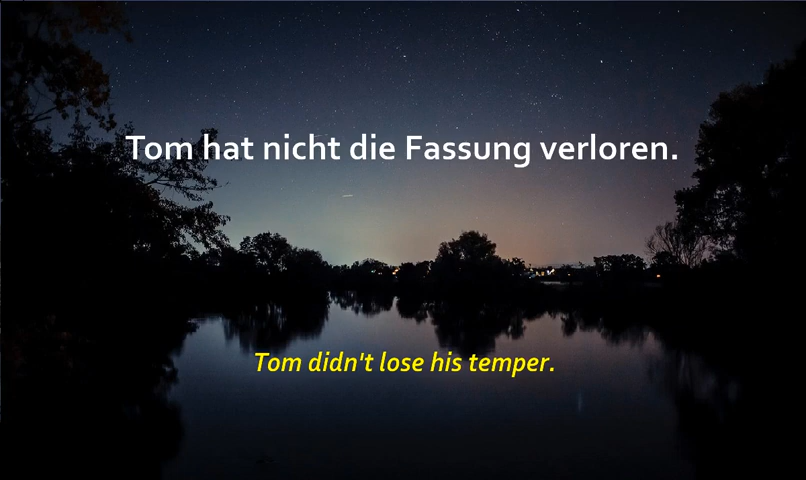 Tom hat nicht die Fassung verloren.
Tom didn't lose his temper.